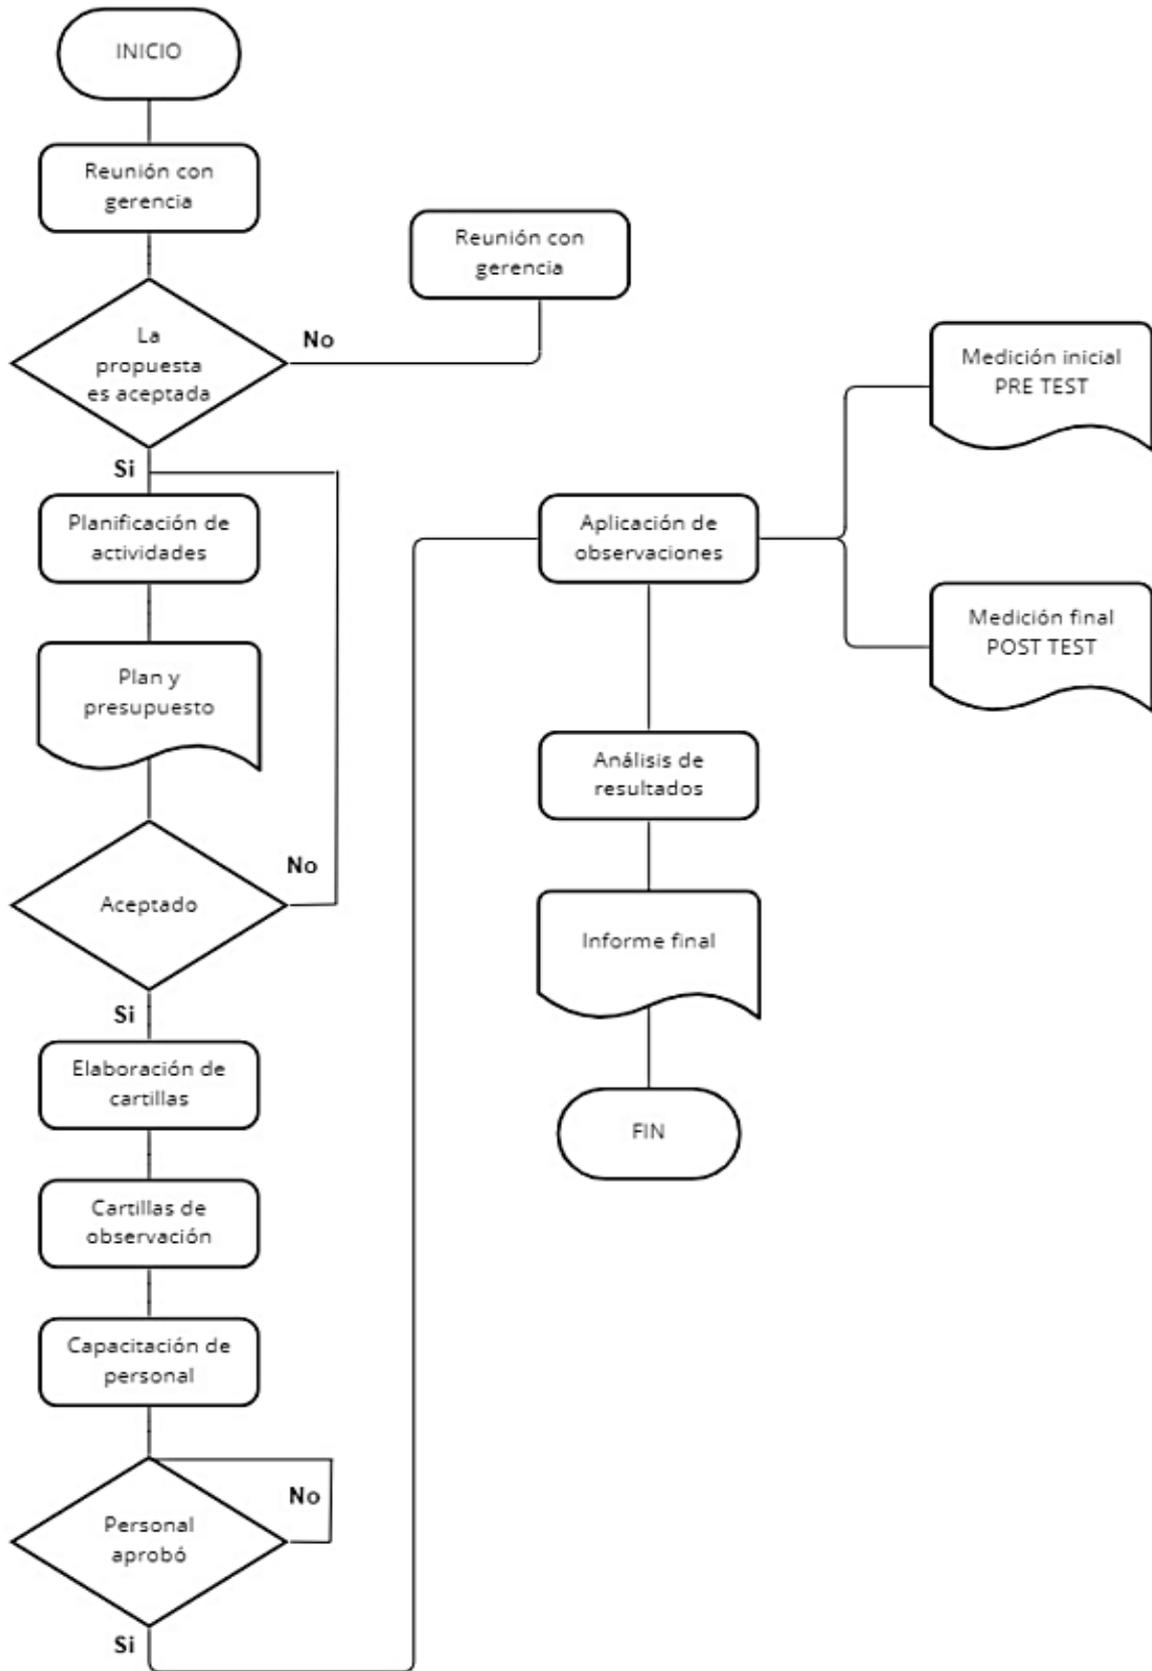 INICIO
Reunión con
gerencia
La
propuesta
es aceptada
No
Reunión con
gerencia
Si
Planificación de
actividades
Plan y
presupuesto
Aceptado
No
Si
Elaboración de
cartillas
Cartillas de
observación
Capacitación de
personal
Personal
aprobó
No
Si
Aplicación de
observaciones
Medición inicial
PRE TEST
Medición final
POST TEST
Análisis de
resultados
Informe final
FIN